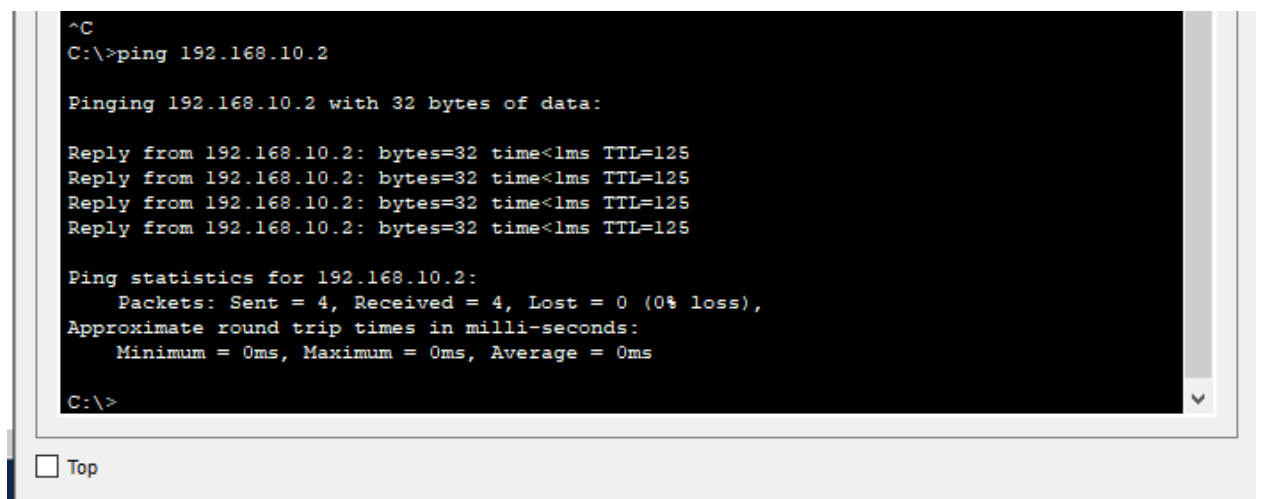 ^C
C:\>ping 192.168.10.2
Pinging 192.168.10.2 with 32 bytes of data:
Reply from 192.168.10.2: bytes=32 time<1ms TTL=125
Reply from 192.168.10.2: bytes=32 time<1ms TTL=125
Reply from 192.168.10.2: bytes=32 time<1ms TTL=125
Reply from 192.168.10.2: bytes=32 time<1ms TTL=125
Ping statistics for 192.168.10.2:
    Packets: Sent = 4, Received = 4, Lost = 0 (0% loss),
Approximate round trip times in milli-seconds:
    Minimum = 0ms, Maximum = 0ms, Average = 0ms
C:\>
Top